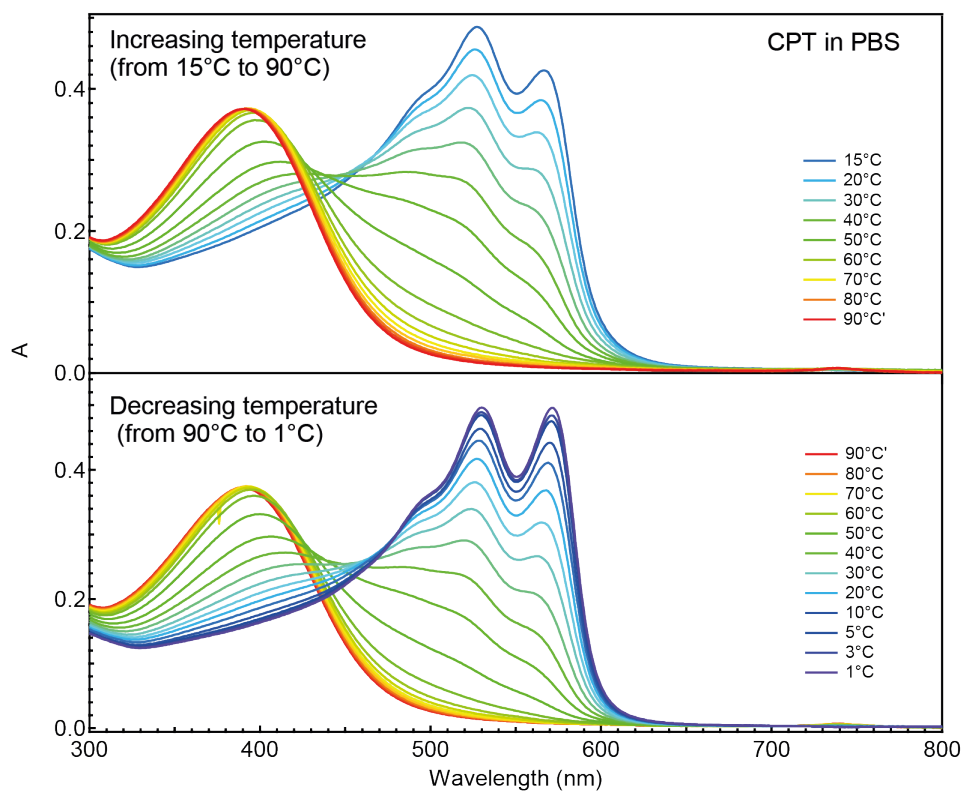 Increasing temperature
(from 15°C to 90°C)
CPT in PBS
0.4
0.2
0.0
15°C
20°C
30°C
40°C
50°C
60°C
70°C
80°C
90°C'
A
Decreasing temperature
(from 90°C to 1°C)
0.4
0.2
0.0
90°C'
80°C
70°C
60°C
50°C
40°C
30°C
20°C
10°C
5°C
3°C
1°C
300 400 500 600 700 800
Wavelength (nm)